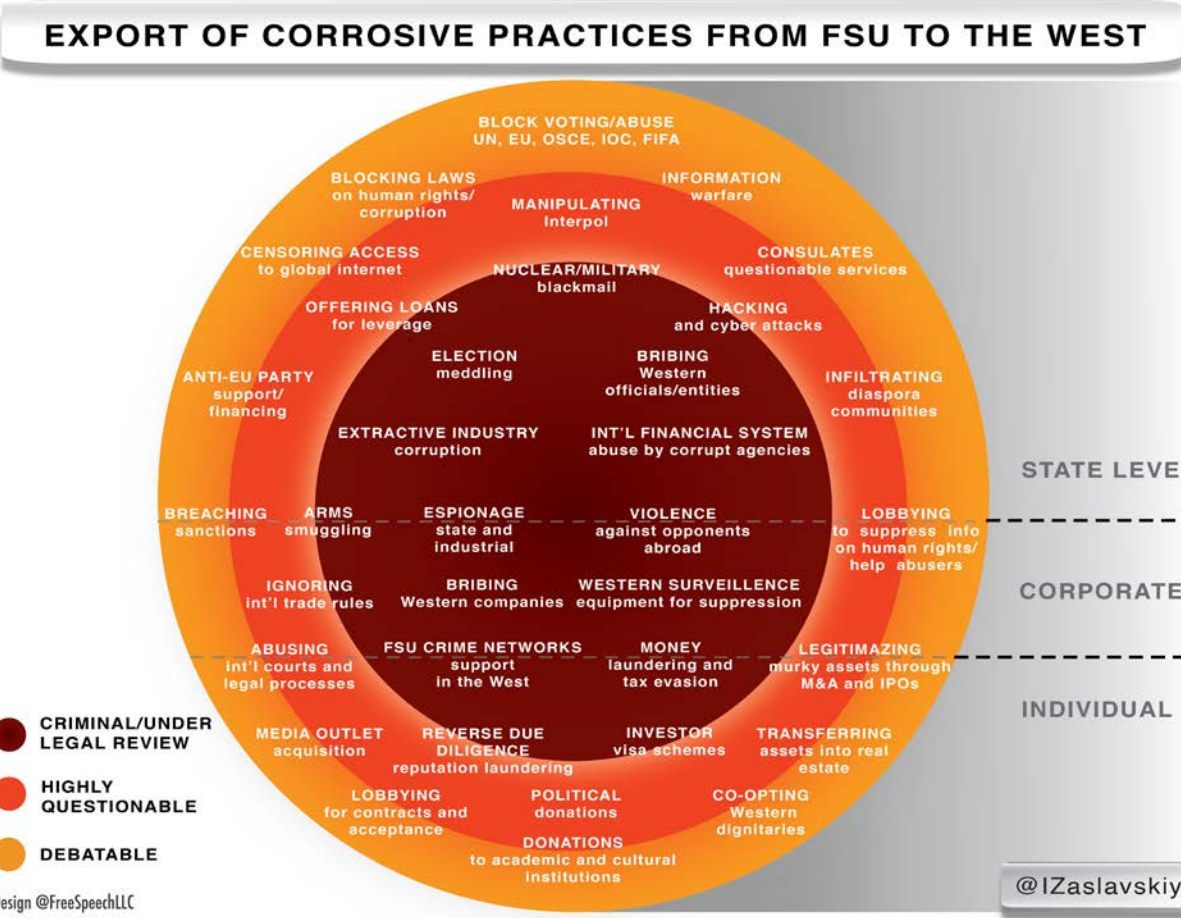 EXPORT OF CORROSIVE PRACTICES FROM FSU TO THE WEST
BLOCK VOTING/ABUSE
UN, EU, OSCE, IOC, FIFA
BLOCKING LAWS
on human rights/
corruption
INFORMATION
warfare
MANIPULATING
Interpol
CENSORING ACCESS
to global internet
CONSULATES
questionable services
NUCLEAR/MILITARY
blackmail
OFFERING LOANS
for leverage
HACKING
and cyber attacks
ELECTION
meddling
BRIBING
Western
officials/entities
ANTI-EU PARTY
support/
financing
INFILTRATING
diaspora
communities
EXTRACTIVE INDUSTRY
corruption
INT'L FINANCIAL SYSTEM
abuse by corrupt agencies
STATE LEVE
BREACHING
sanctions
ARMS
smuggling
ESPIONAGE
state and
industrial
VIOLENCE
against opponents
abroad
LOBBYING
to suppress info
on human rights/
help abusers
IGNORING
int'l trade rules
BRIBING
Western companies
WESTERN SURVEILLENCE
equipment for suppression
CORPORATE
ABUSING
int'l courts and
legal processes
FSU CRIME NETWORKS
support
in the West
MONEY
laundering and
tax evasion
LEGITIMAZING
murky assets through
M&A and IPOs
INDIVIDUAL
MEDIA OUTLET
acquisition
REVERSE DUE
DILIGENCE
reputation laundering
INVESTOR
visa schemes
TRANSFERRING
assets into real
estate
LOBBYING
for contracts and
acceptance
POLITICAL
donations
CO-OPTING
Western
dignitaries
DONATIONS
to academic and cultural
institutions
CRIMINAL/UNDER
LEGAL REVIEW
HIGHLY
QUESTIONABLE
DEBATABLE
esign @FreeSpeechLLC
@IZaslavskiy